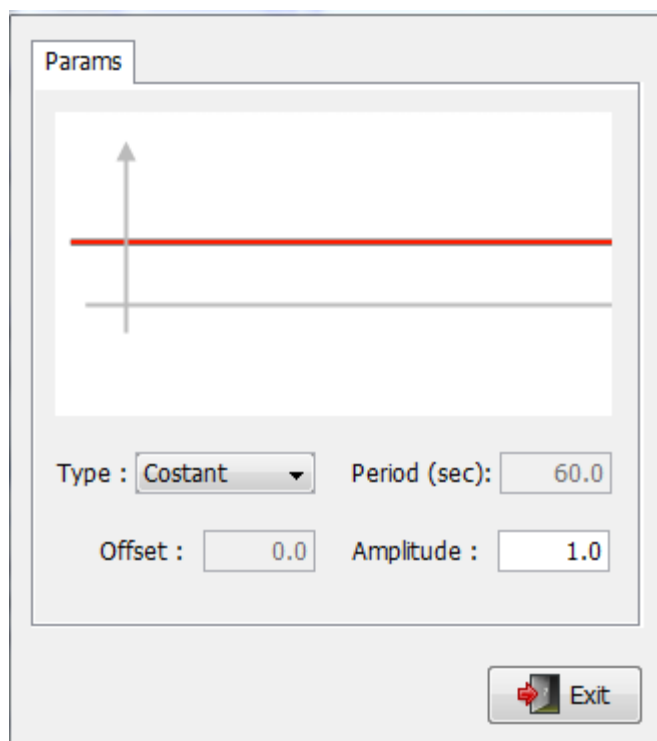 Params
Type : Costant Period (sec): 60.0
Offset : 0.0 Amplitude : 1.0
Exit